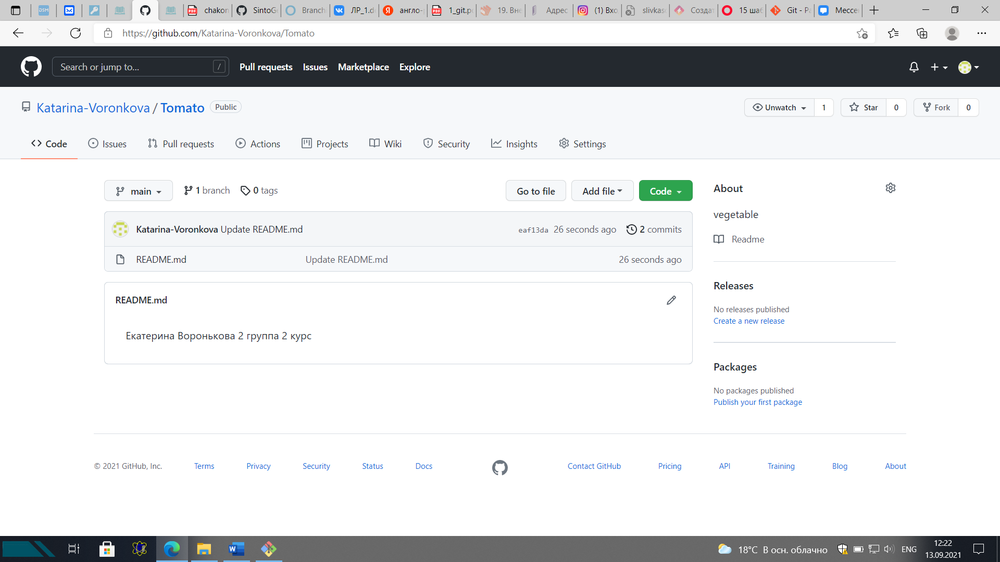 DSM
chakon
SintoG
Branch
ЛР_1.d
англо-
1_git.p
19. Вне
Адрес
(1) Вхо
slivkas
Создат
15 шаб
Git - Pa
Мессен
https://github.com/Katarina-Voronkova/Tomato
Search or jump to... /
Pull requests Issues Marketplace Explore
Katarina-Voronkova / Tomato Public
Unwatch 1 Star 0 Fork 0
Code Issues Pull requests Actions Projects Wiki Security Insights Settings
main 1 branch 0 tags Go to file Add file Code
Katarina-Voronkova Update README.md eaf13da 26 seconds ago 2 commits
README.md Update README.md 26 seconds ago
README.md
Екатерина Воронькова 2 группа 2 курс
About
vegetable
Readme
Releases
No releases published
Create a new release
Packages
No packages published
Publish your first package
© 2021 GitHub, Inc. Terms Privacy Security Status Docs Contact GitHub Pricing API Training Blog About
18°C В осн. облачно ENG 12:22
13.09.2021